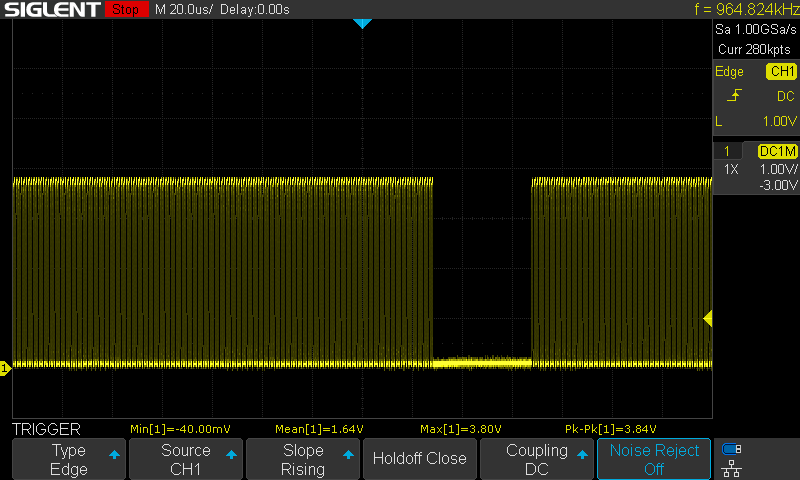 SIGLENT Stop M 20.0us/ Delay:0.00s f = 964.824kHz
Sa 1.00GSa/s
Curr 280kpts
Edge CH1
DC
L 1.00V
1 DC1M
1X 1.00V/
-3.00V
1
TRIGGER Min[1]=-40.00mV Mean[1]=1.64V Max[1]=3.80V Pk-Pk[1]=3.84V
Type Edge
Source CH1
Slope Rising
Holdoff Close
Coupling DC
Noise Reject Off